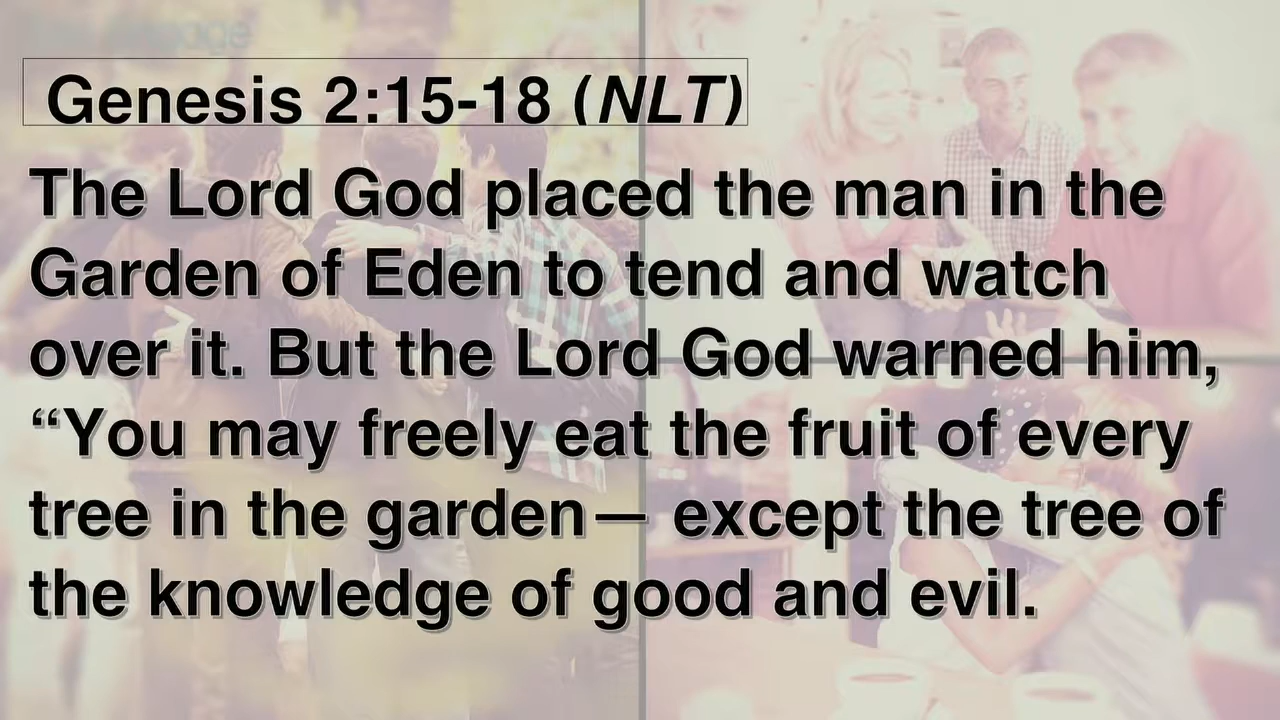 Genesis 2:15-18 (NLT)
The Lord God placed the man in the
Garden of Eden to tend and watch
over it. But the Lord God warned him,
“You may freely eat the fruit of every
tree in the garden— except the tree of
the knowledge of good and evil.